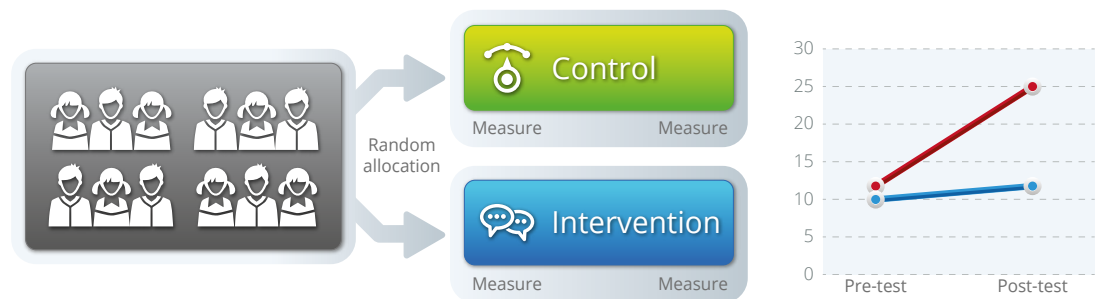 Random
allocation
Control
Measure Measure
Intervention
Measure Measure
30
25
20
15
10
5
0
Pre-test Post-test